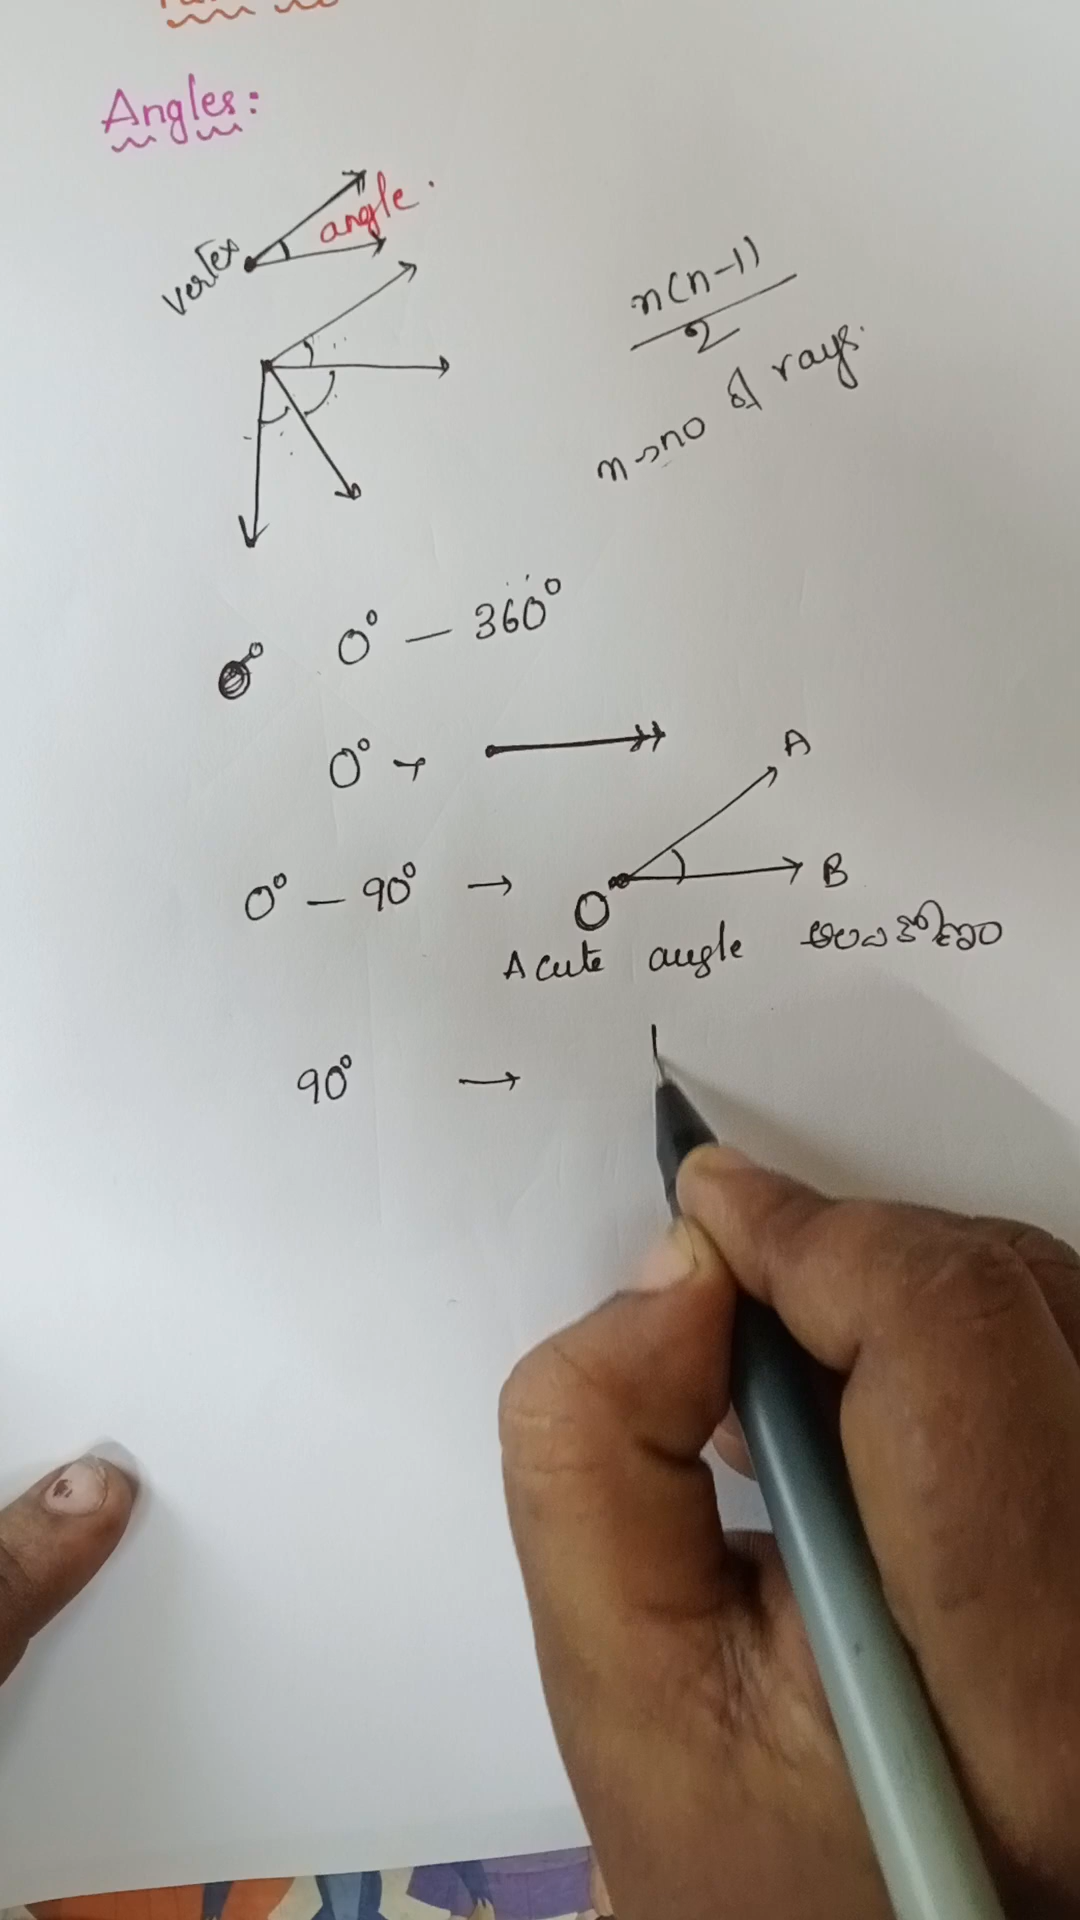 Angles:
angle.
vertex
n(n-1)
2
n→no of rays.
0° — 360°
0° →
A
0° — 90° →
O
B
Acute angle
90° →